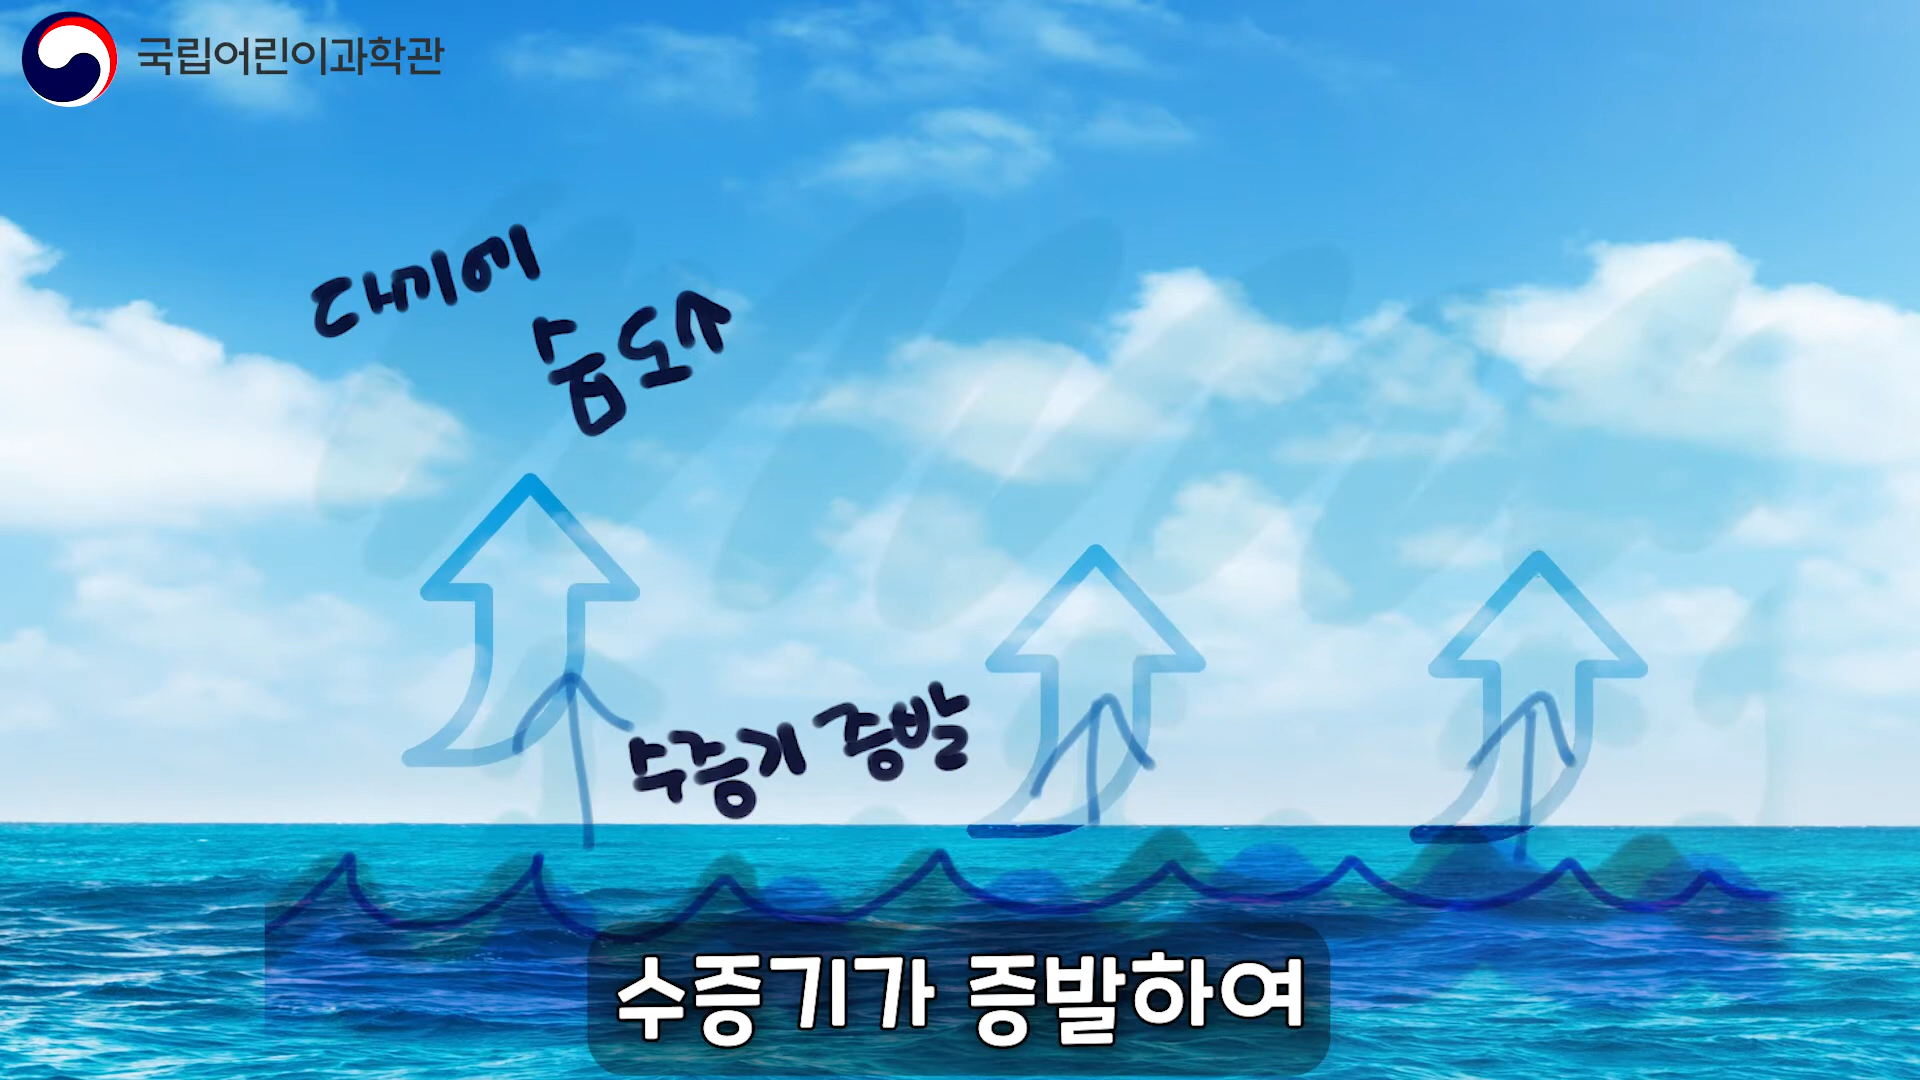 국립어린이과학관
대기에
습도↑
수증기 증발
수증기가 증발하여